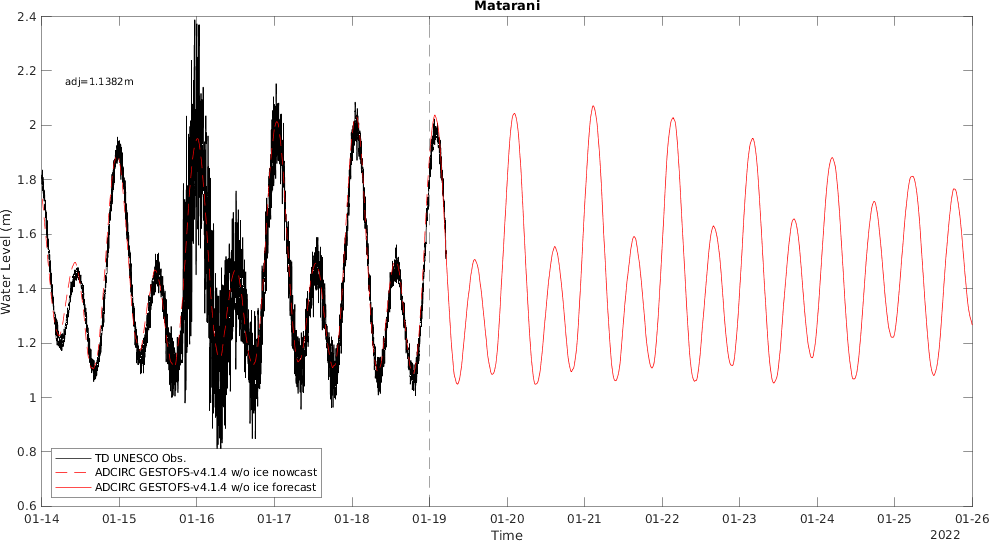 Matarani
2.4
2.2
2
1.8
1.6
1.4
1.2
1
0.8
0.6
Water Level (m)
adj=1.1382m
TD UNESCO Obs.
ADCIRC GESTOFS-v4.1.4 w/o ice nowcast
ADCIRC GESTOFS-v4.1.4 w/o ice forecast
01-14 01-15 01-16 01-17 01-18 01-19 01-20 01-21 01-22 01-23 01-24 01-25 01-26
Time
2022